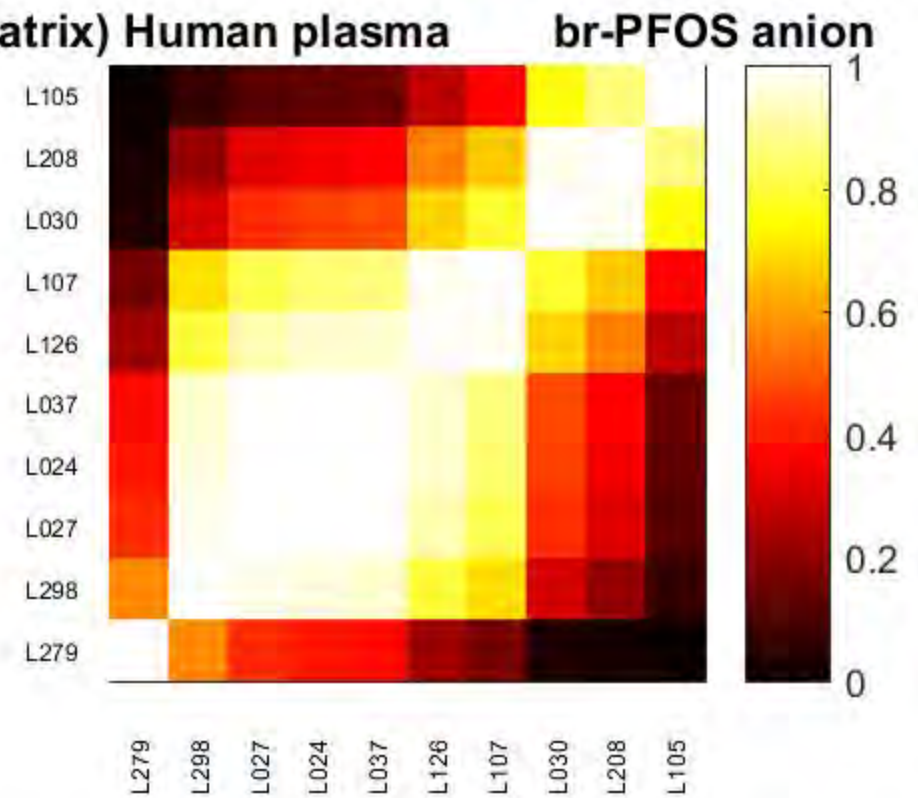 atrix) Human plasma br-PFOS anion
L105
L208
L030
L107
L126
L037
L024
L027
L298
L279
1
0.8
0.6
0.4
0.2
0
L279 L298 L027 L024 L037 L126 L107 L030 L208 L105